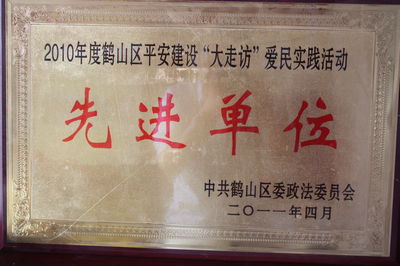 2010年度鹤山区平安建设“大走访”爱民实践活动
先进单位
中共鹤山区委政法委员会
二〇一一年四月